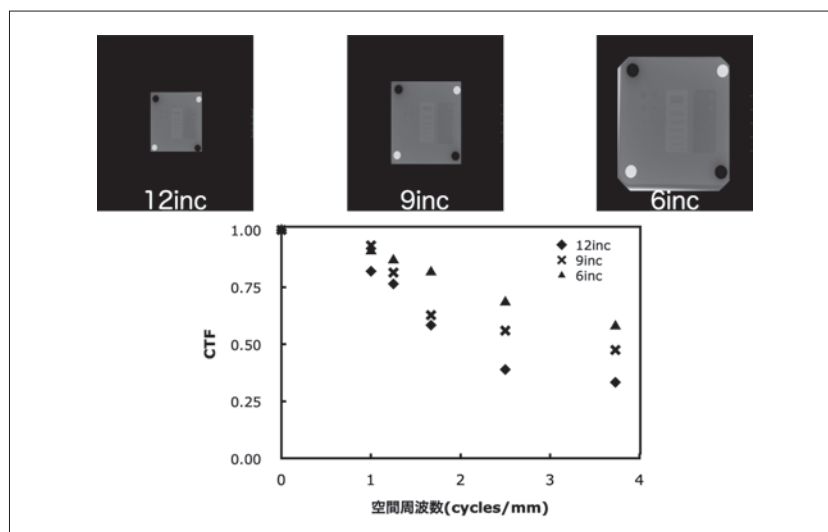 12inc
9inc
6inc
1.00
0.75
0.50
0.25
0.00
CTF
◆ 12inc
✖ 9inc
▲ 6inc
0 1 2 3 4
空間周波数(cycles/mm)